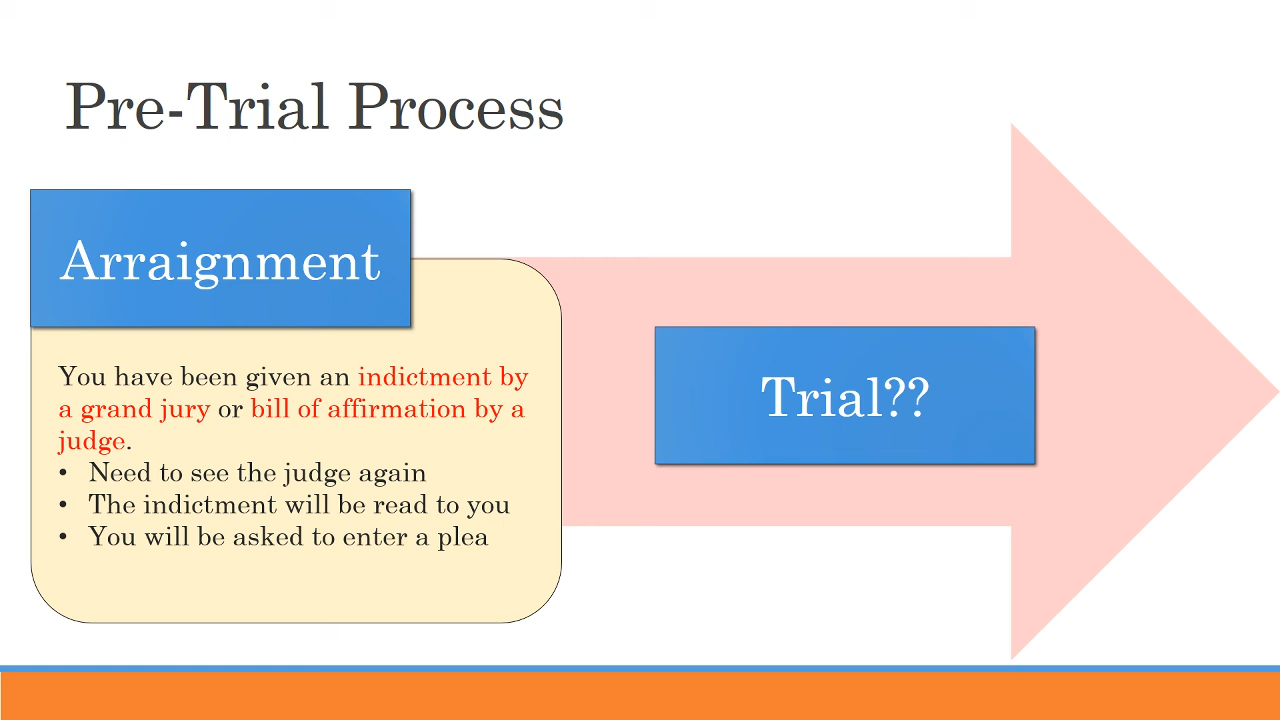 Pre-Trial Process
Arraignment
You have been given an indictment by
a grand jury or bill of affirmation by a
judge.
• Need to see the judge again
• The indictment will be read to you
• You will be asked to enter a plea
Trial??